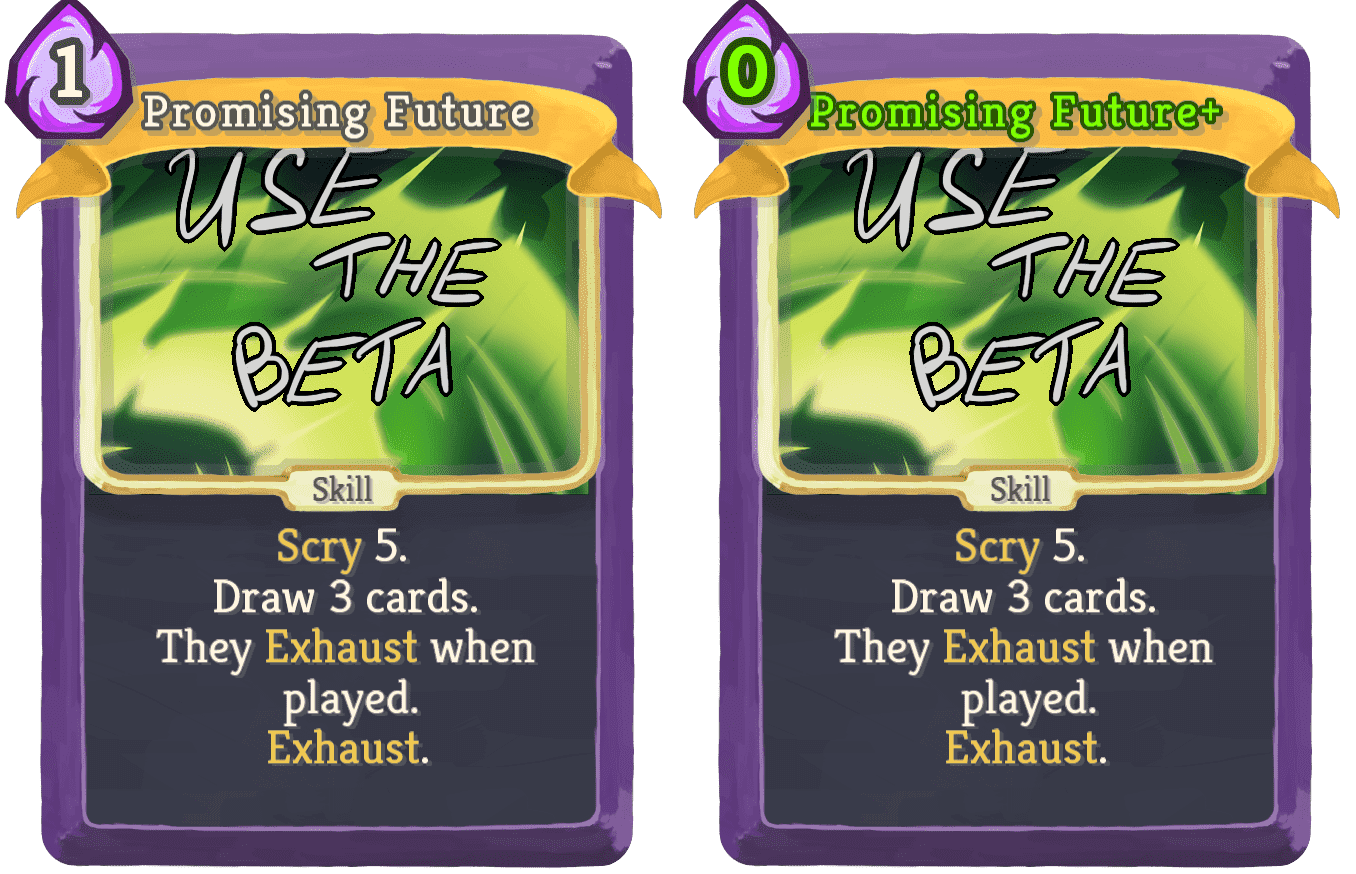 1
Promising Future
USE
THE
BETA
Skill
Scry 5.
Draw 3 cards.
They Exhaust when
played.
Exhaust.
0
Promising Future+
USE
THE
BETA
Skill
Scry 5.
Draw 3 cards.
They Exhaust when
played.
Exhaust.